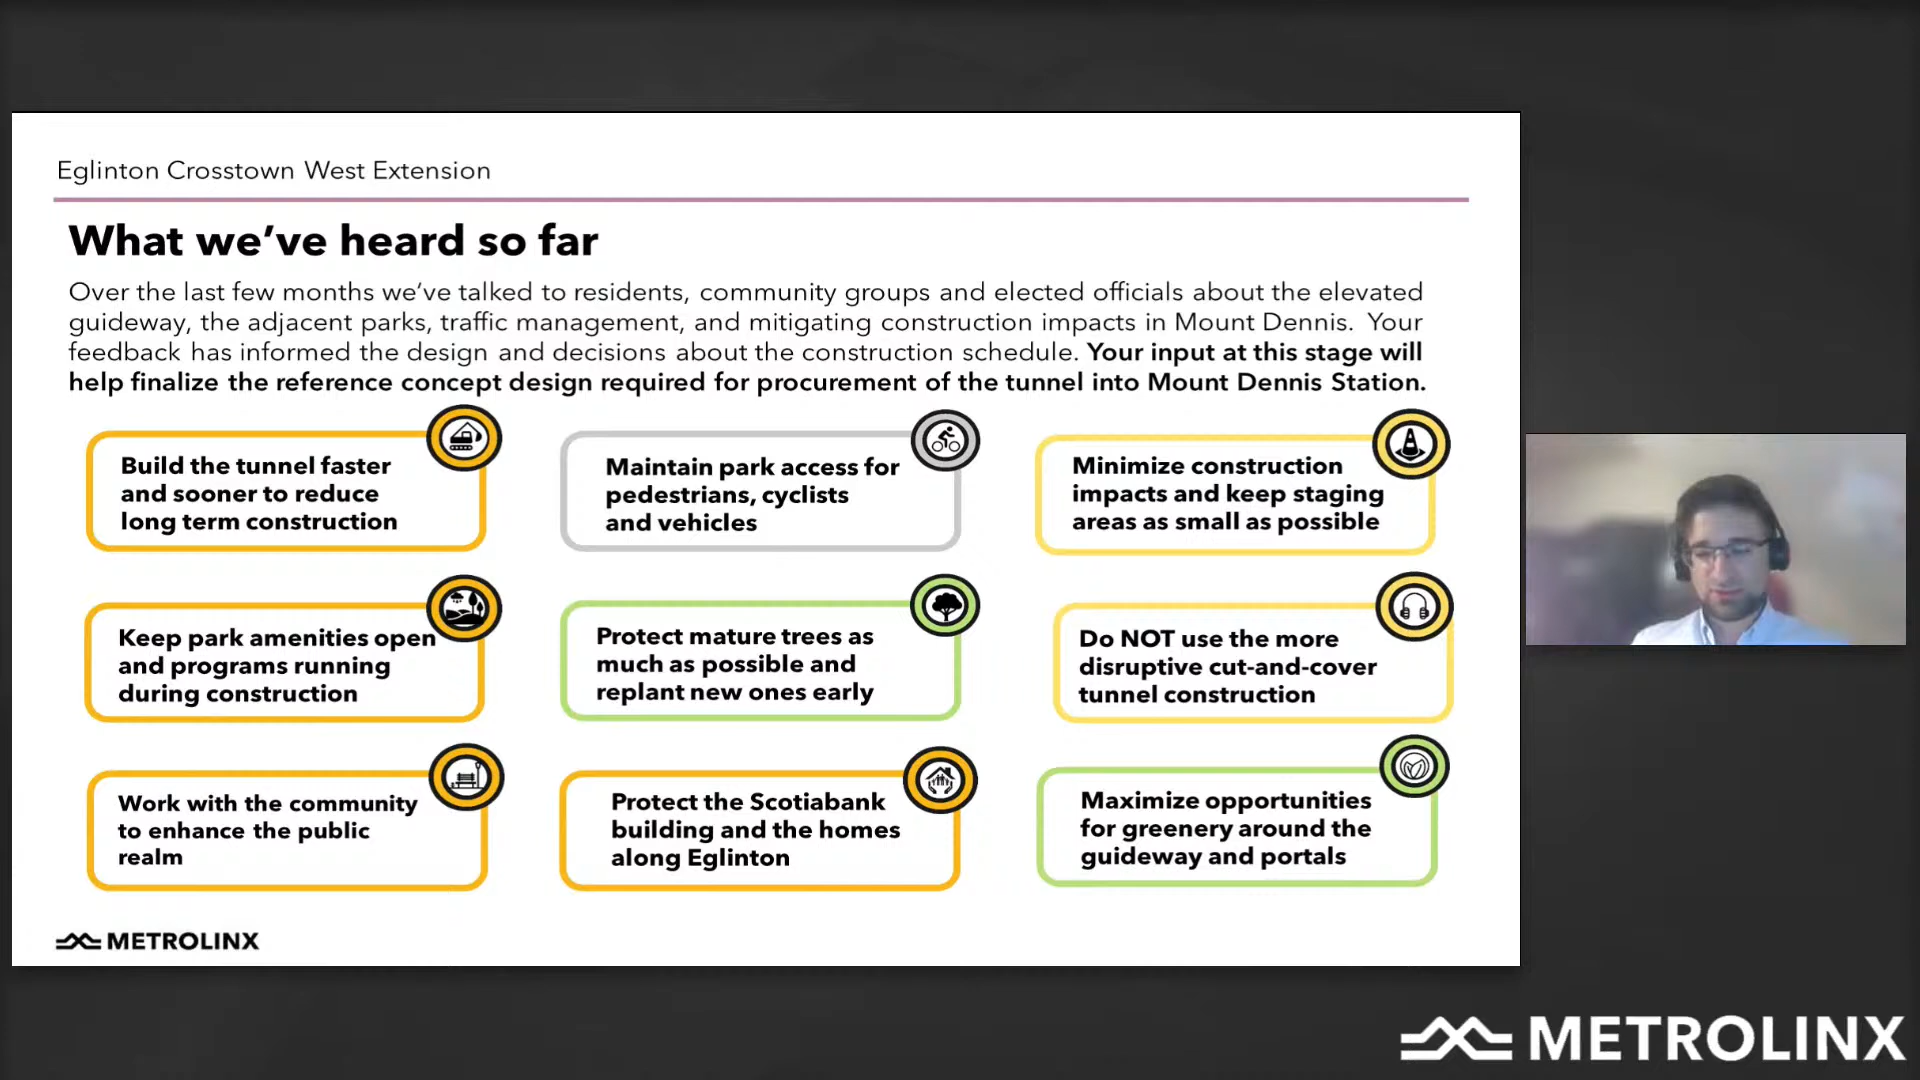 Eglinton Crosstown West Extension
What we've heard so far
Over the last few months we've talked to residents, community groups and elected officials about the elevated
guideway, the adjacent parks, traffic management, and mitigating construction impacts in Mount Dennis. Your
feedback has informed the design and decisions about the construction schedule. Your input at this stage will
help finalize the reference concept design required for procurement of the tunnel into Mount Dennis Station.
Build the tunnel faster
and sooner to reduce
long term construction
Maintain park access for
pedestrians, cyclists
and vehicles
Minimize construction
impacts and keep staging
areas as small as possible
Keep park amenities open
and programs running
during construction
Protect mature trees as
much as possible and
replant new ones early
Do NOT use the more
disruptive cut-and-cover
tunnel construction
Work with the community
to enhance the public
realm
Protect the Scotiabank
building and the homes
along Eglinton
Maximize opportunities
for greenery around the
guideway and portals
METROLINX
METROLINX